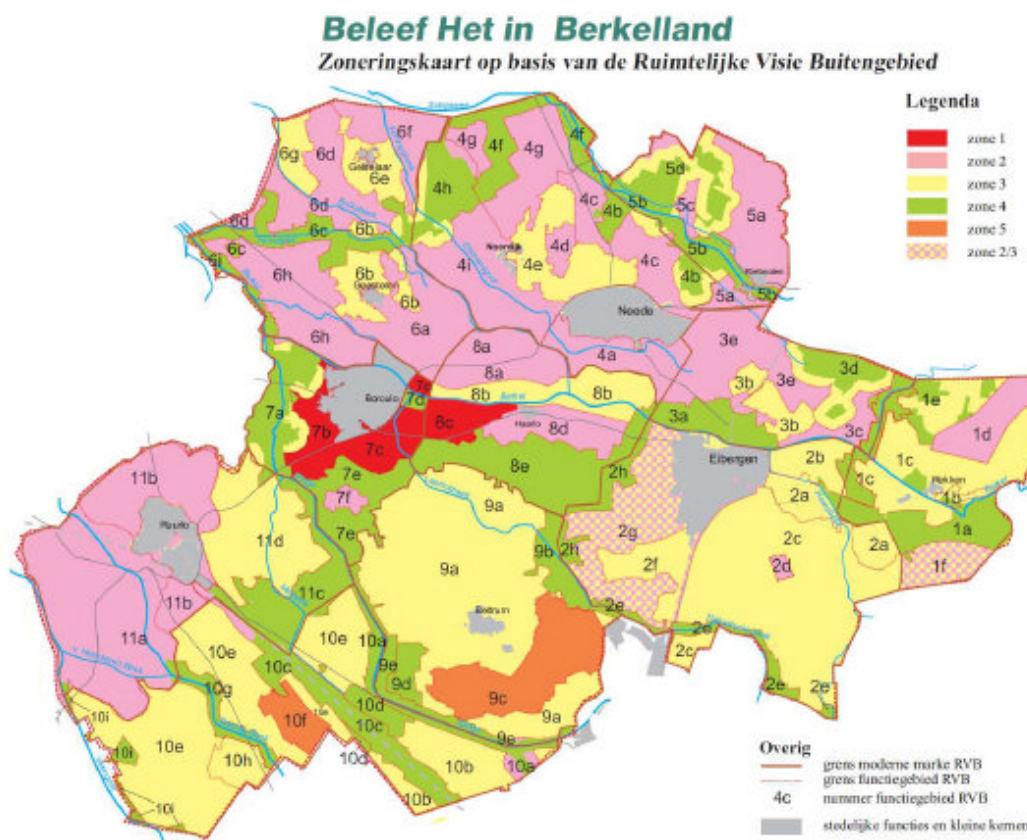 Beleef Het in Berkelland
Zoneringskaart op basis van de Ruimtelijke Visie Buitengebied
Legenda
zone 1
zone 2
zone 3
zone 4
zone 5
zone 2/3
6f
4g
4f
4g
4f
6g
6d
6e
4h
5d
4c
4b
5b
5c
5a
6d
6d
6c
6b
Noordijk
4d
4e
4c
5b
4b
6c
5i
6h
6b
4i
5a
5b
6b
Neede
6h
6a
8a
4a
3e
8a
3d
7e
7d
8b
8b
3b
3e
1e
Borculo
7a
7b
8c
Haarlo
8d
3a
3b
3c
1d
7c
Eibergen
2b
1c
7e
8e
2h
1c
Rekken
1b
11b
7f
9a
2a
1a
Ruurlo
7e
2g
2c
2a
11d
9b
2h
2f
2d
1f
9a
11c
2e
11b
11a
10e
10a
2e
10e
9e
2c
10c
9d
2e
2e
10g
9c
10d
10i
10f
10c
9a
10e
9e
10i
10h
10d
10b
10a
10b
10i
Overig
grens moderne marke RVB
grens functiegebied RVB
4c
nummer functiegebied RVB
stedelijke functies en kleine kernen